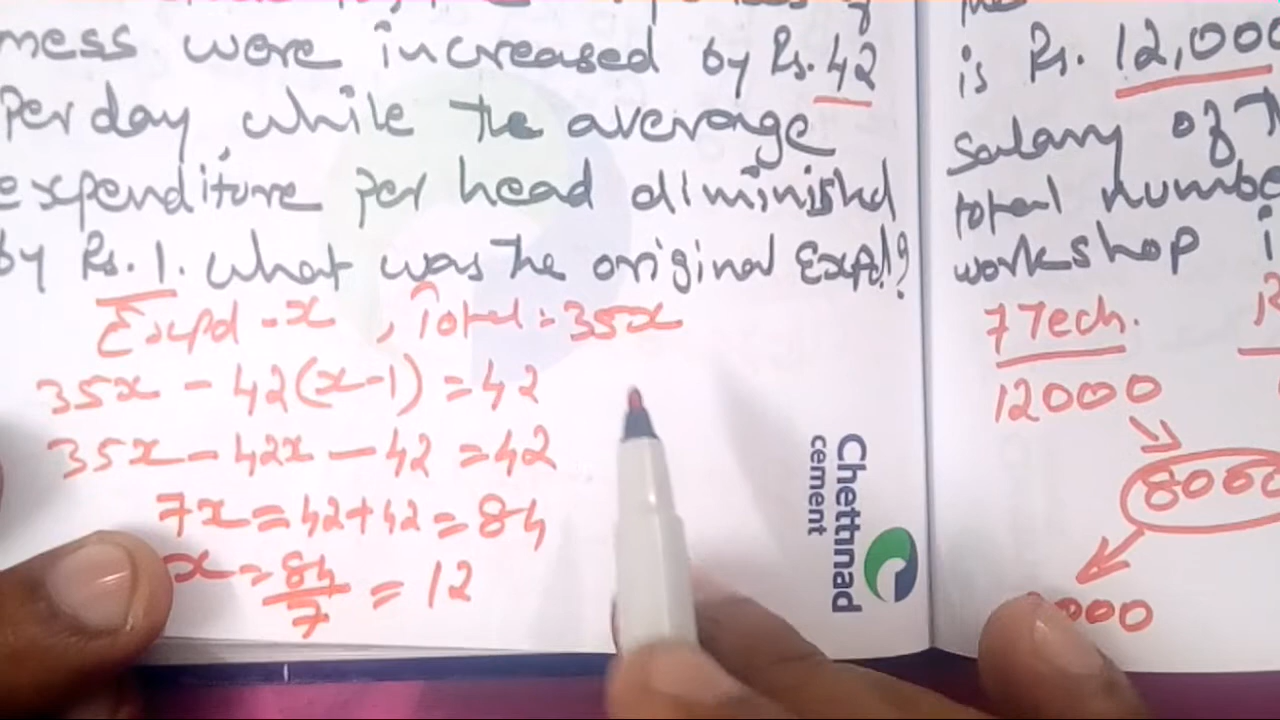 mess were increased by Rs. 42
Per day, while the average
expenditure per head diminishd
by Rs. 1. What was the original Expd?
Expd - x , Total = 35x
35x - 42(x-1) = 42
35x - 42x - 42 = 42
7x = 42+42 = 84
x = 84/7 = 12
is Rs. 12,000
Salary of
total
workshop
7 Tech.
12000
8000
000
Chettinad
cement